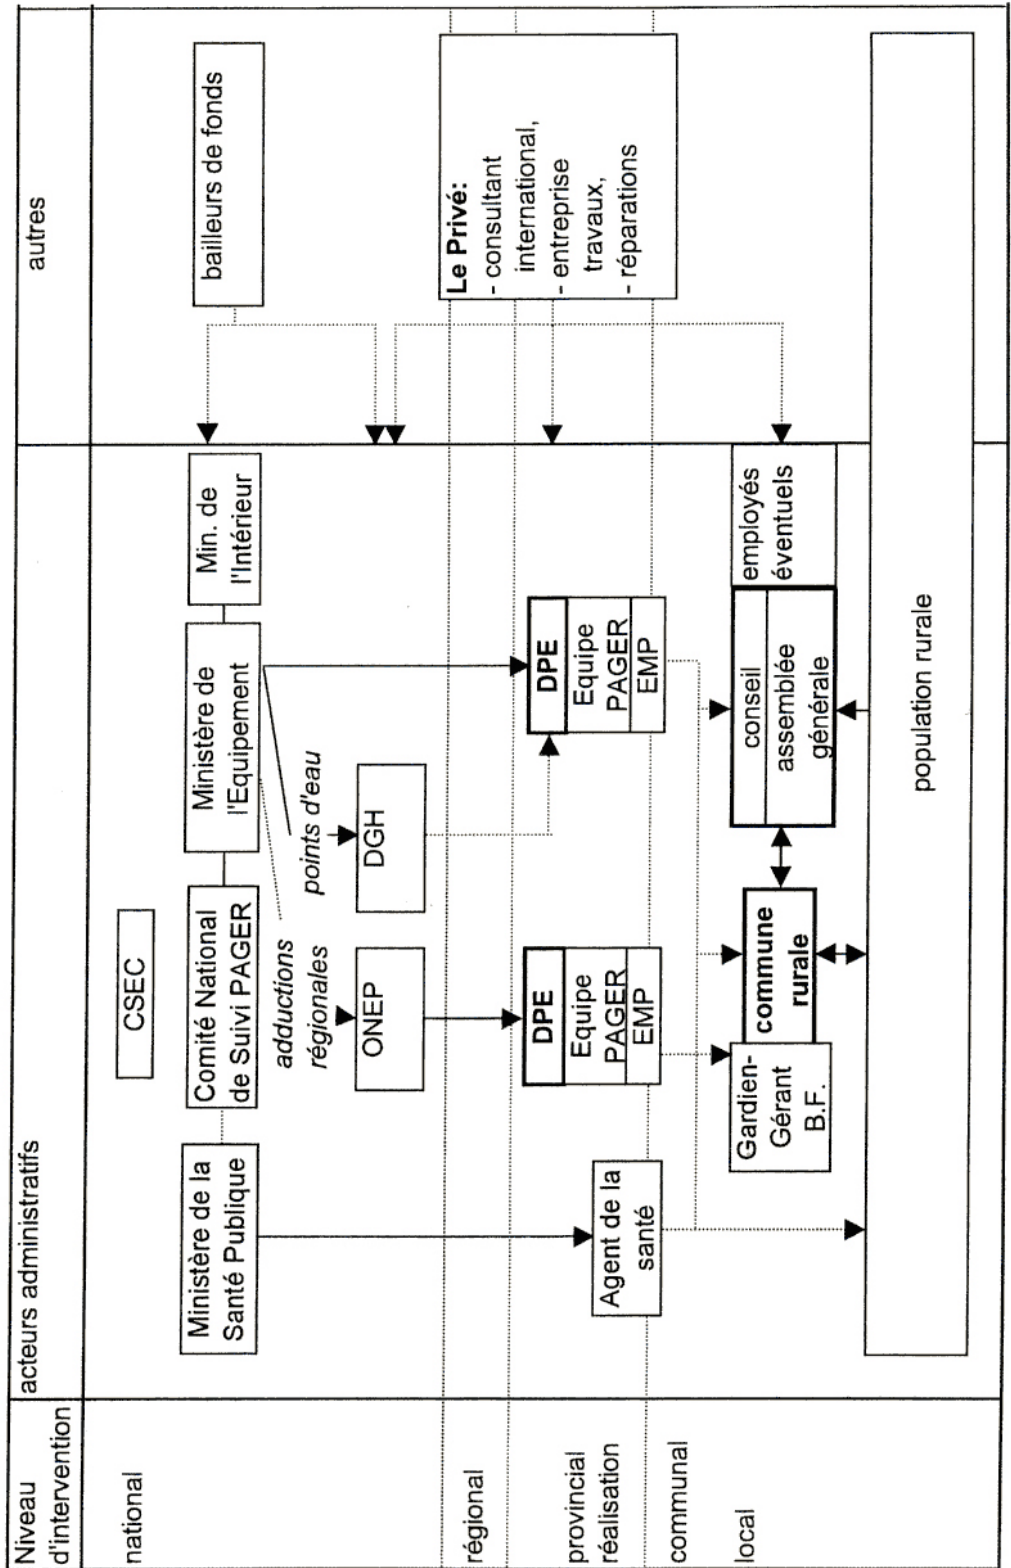 Niveau
d'intervention
acteurs administratifs
autres
national
CSEC
Ministère de la
Santé Publique
Comité National
de Suivi PAGER
Ministère de
l'Equipement
Min. de
l'Intérieur
bailleurs de fonds
adductions
régionales
points d'eau
ONEP
DGH
régional
Le Privé:
- consultant
international,
- entreprise
travaux,
- réparations
provincial
réalisation
DPE
Equipe
PAGER
EMP
DPE
Equipe
PAGER
EMP
Agent de la
santé
communal
local
Gardien-
Gérant
B.F.
commune
rurale
conseil
assemblée
générale
employés
éventuels
population rurale